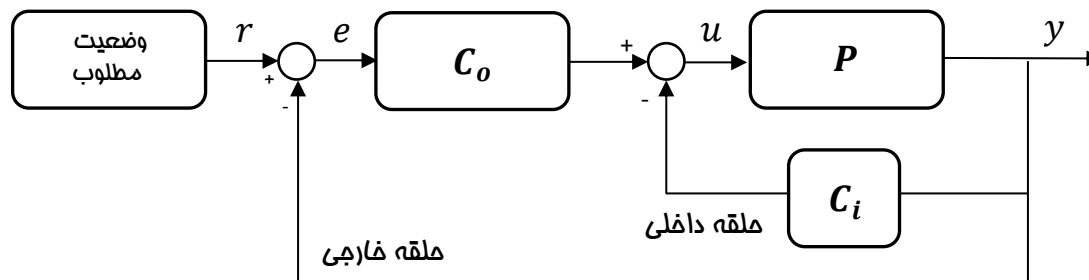 وضعیت
مطلوب
r
+
-
e
C_o
+
-
u
P
y
C_i
حلقه داخلی
حلقه خارجی